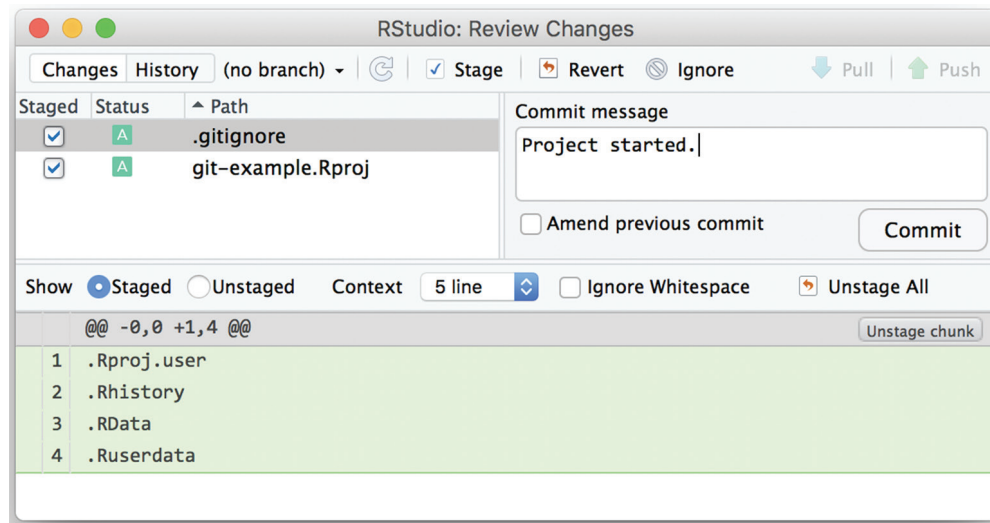 RStudio: Review Changes
Changes History (no branch) Stage Revert Ignore Pull Push
Staged Status Path
A .gitignore
A git-example.Rproj
Commit message
Project started.
Amend previous commit
Commit
Show Staged Unstaged Context 5 line Ignore Whitespace Unstage All
@@ -0,0 +1,4 @@ Unstage chunk
1 .Rproj.user
2 .Rhistory
3 .RData
4 .Ruserdata